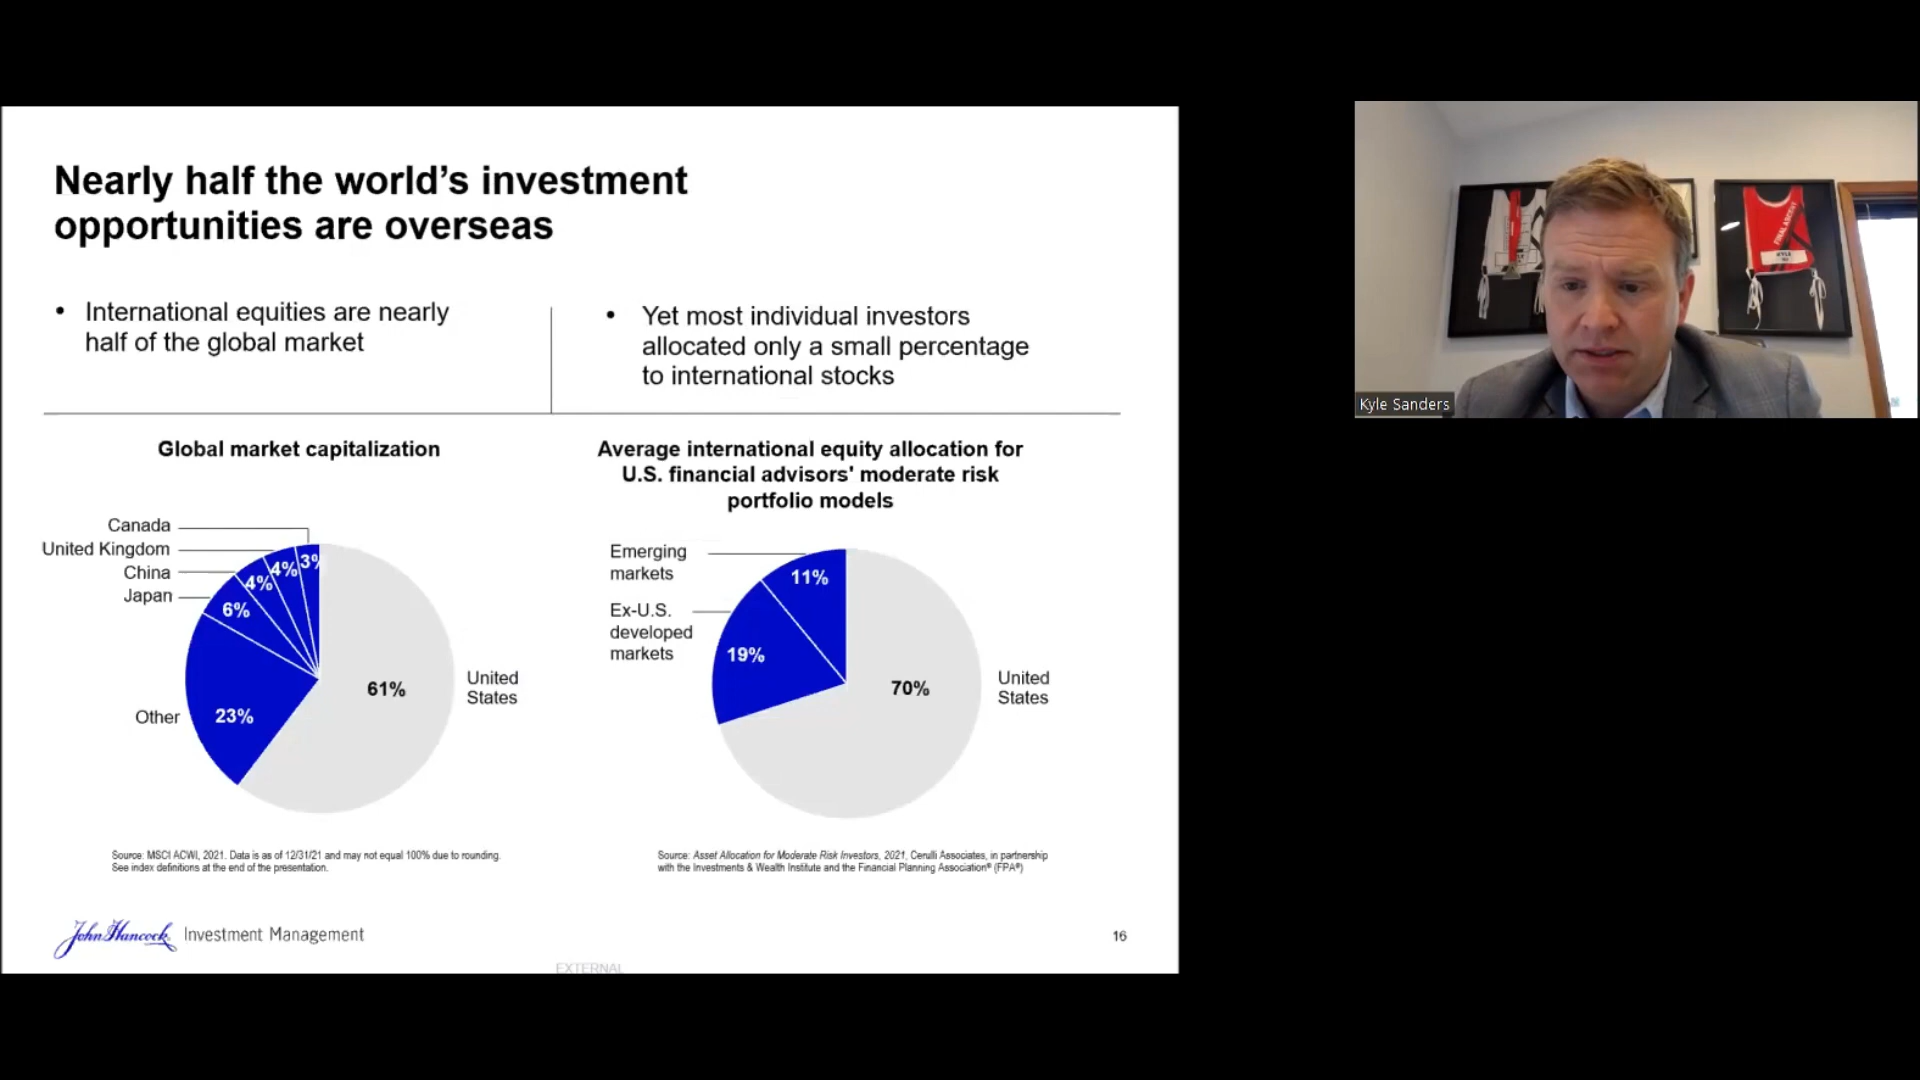 Nearly half the world's investment
opportunities are overseas
• International equities are nearly
half of the global market
• Yet most individual investors
allocated only a small percentage
to international stocks
Global market capitalization
Canada
United Kingdom
China
Japan
Other
3%
4%
4%
6%
23%
61%
United
States
Average international equity allocation for
U.S. financial advisors' moderate risk
portfolio models
Emerging
markets
Ex-U.S.
developed
markets
11%
19%
70%
United
States
Source: MSCI ACWI, 2021. Data is as of 12/31/21 and may not equal 100% due to rounding.
See index definitions at the end of the presentation.
Source: Asset Allocation for Moderate Risk Investors, 2021, Cerulli Associates, in partnership
with the Investments & Wealth Institute and the Financial Planning Association® (FPA®)
John Hancock Investment Management
16
EXTERNAL
FINAL ASCENT
KYLE
Kyle Sanders